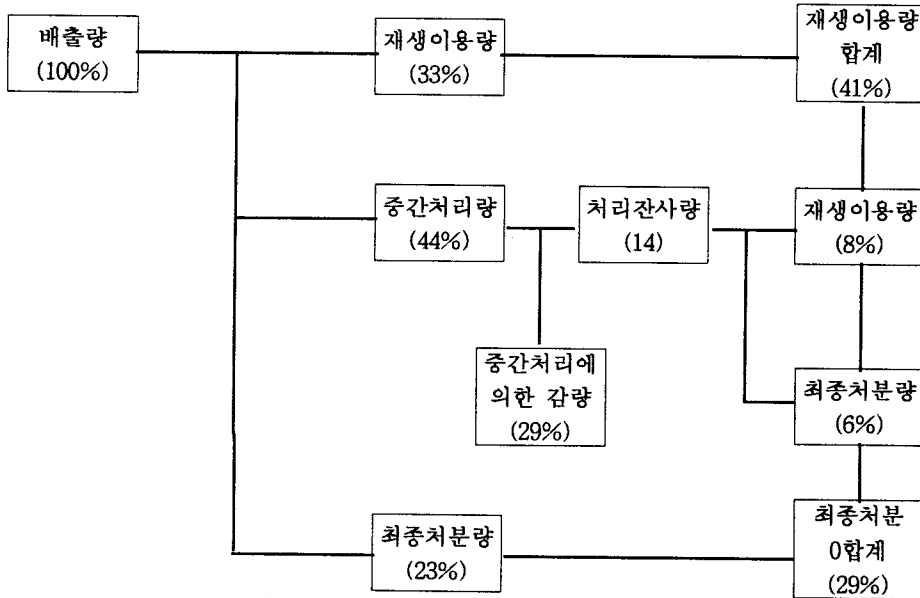 배출량
(100%)
재생이용량
(33%)
재생이용량
합계
(41%)
중간처리량
(44%)
처리잔사량
(14)
재생이용량
(8%)
중간처리에
의한 감량
(29%)
최종처분량
(6%)
최종처분량
(23%)
최종처분
0합계
(29%)